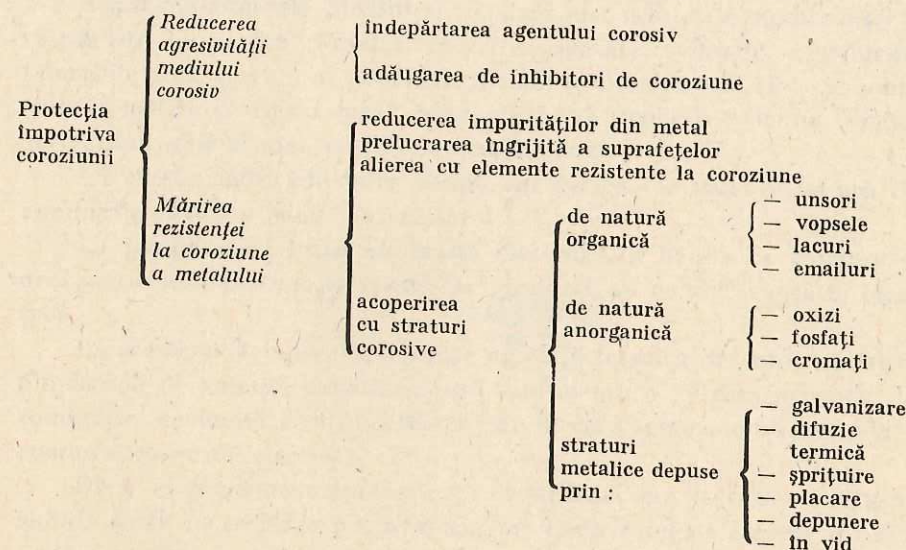 Protecția
împotriva
coroziunii
Reducerea
agresivității
mediului
corosiv
îndepărtarea agentului corosiv
adăugarea de inhibitori de coroziune
Mărirea
rezistenței
la coroziune
a metalului
reducerea impurităților din metal
prelucrarea îngrijită a suprafețelor
alierea cu elemente rezistente la coroziune
acoperirea
cu straturi
corosive
de natură
organică
— unsori
— vopsele
— lacuri
— emailuri
de natură
anorganică
— oxizi
— fosfați
— cromați
straturi
metalice depuse
prin :
— galvanizare
— difuzie
termică
— șprițuire
— placare
— depunere
— în vid